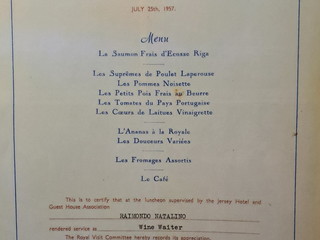 JULY 25th, 1957.
Menu
Le Saumon Frais d'Ecosse Riga
Les Suprêmes de Poulet Laperouse
Les Pommes Noisette
Les Petits Pois Frais au Beurre
Les Tomates du Pays Portugaise
Les Cœurs de Laitues Vinaigrette
L'Ananas à la Royale
Les Douceurs Variées
Les Fromages Assortis
Le Café
This is to certify that at the luncheon supervised by the Jersey Hotel and
Guest House Association
RAIMONDO NATALINO
rendered service as Wine Waiter
The Royal Visit Committee hereby records its appreciation.